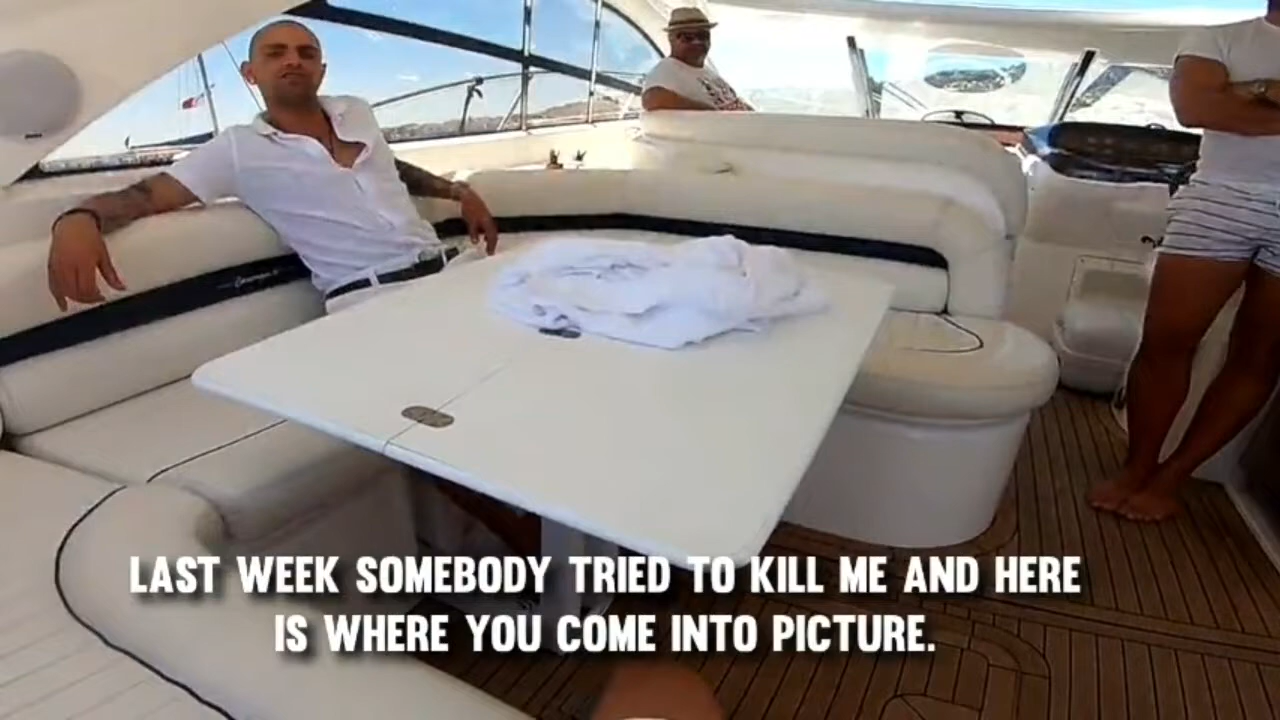 LAST WEEK SOMEBODY TRIED TO KILL ME AND HERE
IS WHERE YOU COME INTO PICTURE.